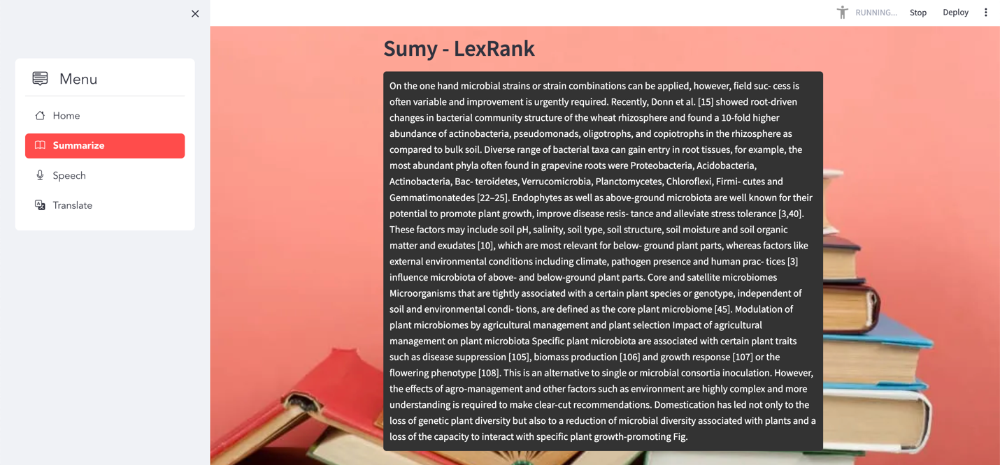 RUNNING...
Stop
Deploy
Menu
Home
Summarize
Speech
Translate
Sumy - LexRank
On the one hand microbial strains or strain combinations can be applied, however, field suc- cess is
often variable and improvement is urgently required. Recently, Donn et al. [15] showed root-driven
changes in bacterial community structure of the wheat rhizosphere and found a 10-fold higher
abundance of actinobacteria, pseudomonads, oligotrophs, and copiotrophs in the rhizosphere as
compared to bulk soil. Diverse range of bacterial taxa can gain entry in root tissues, for example, the
most abundant phyla often found in grapevine roots were Proteobacteria, Acidobacteria,
Actinobacteria, Bac- teroidetes, Verrucomicrobia, Planctomycetes, Chloroflexi, Firmi- cutes and
Gemmatimonatedes [22–25]. Endophytes as well as above-ground microbiota are well known for their
potential to promote plant growth, improve disease resis- tance and alleviate stress tolerance [3,40].
These factors may include soil pH, salinity, soil type, soil structure, soil moisture and soil organic
matter and exudates [10], which are most relevant for below- ground plant parts, whereas factors like
external environmental conditions including climate, pathogen presence and human prac- tices [3]
influence microbiota of above- and below-ground plant parts. Core and satellite microbiomes
Microorganisms that are tightly associated with a certain plant species or genotype, independent of
soil and environmental condi- tions, are defined as the core plant microbiome [45]. Modulation of
plant microbiomes by agricultural management and plant selection Impact of agricultural
management on plant microbiota Specific plant microbiota are associated with certain plant traits
such as disease suppression [105], biomass production [106] and growth response [107] or the
flowering phenotype [108]. This is an alternative to single or microbial consortia inoculation. However,
the effects of agro-management and other factors such as environment are highly complex and more
understanding is required to make clear-cut recommendations. Domestication has led not only to the
loss of genetic plant diversity but also to a reduction of microbial diversity associated with plants and a
loss of the capacity to interact with specific plant growth-promoting Fig.